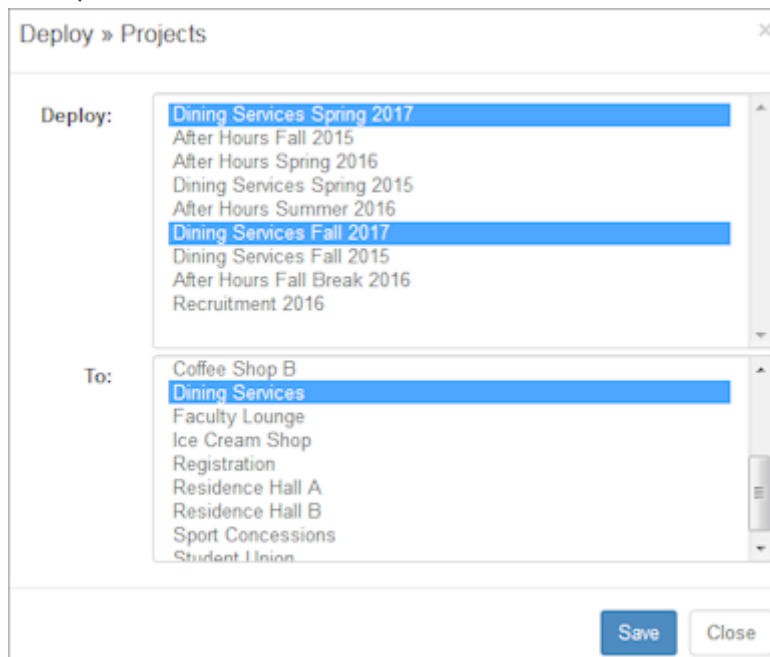 Deploy » Projects
×
Deploy:
Dining Services Spring 2017
After Hours Fall 2015
After Hours Spring 2016
Dining Services Spring 2015
After Hours Summer 2016
Dining Services Fall 2017
Dining Services Fall 2015
After Hours Fall Break 2016
Recruitment 2016
To:
Coffee Shop B
Dining Services
Faculty Lounge
Ice Cream Shop
Registration
Residence Hall A
Residence Hall B
Sport Concessions
Student Union
Save Close